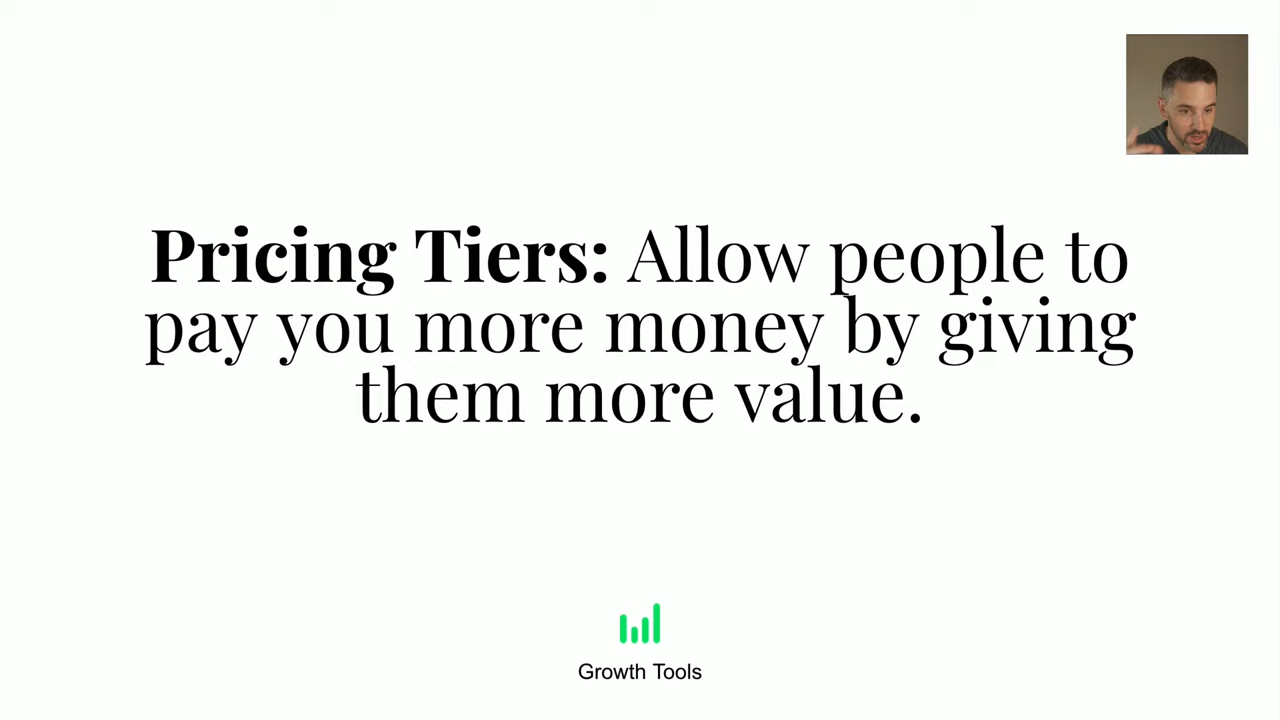 Pricing Tiers: Allow people to
pay you more money by giving
them more value.
Growth Tools